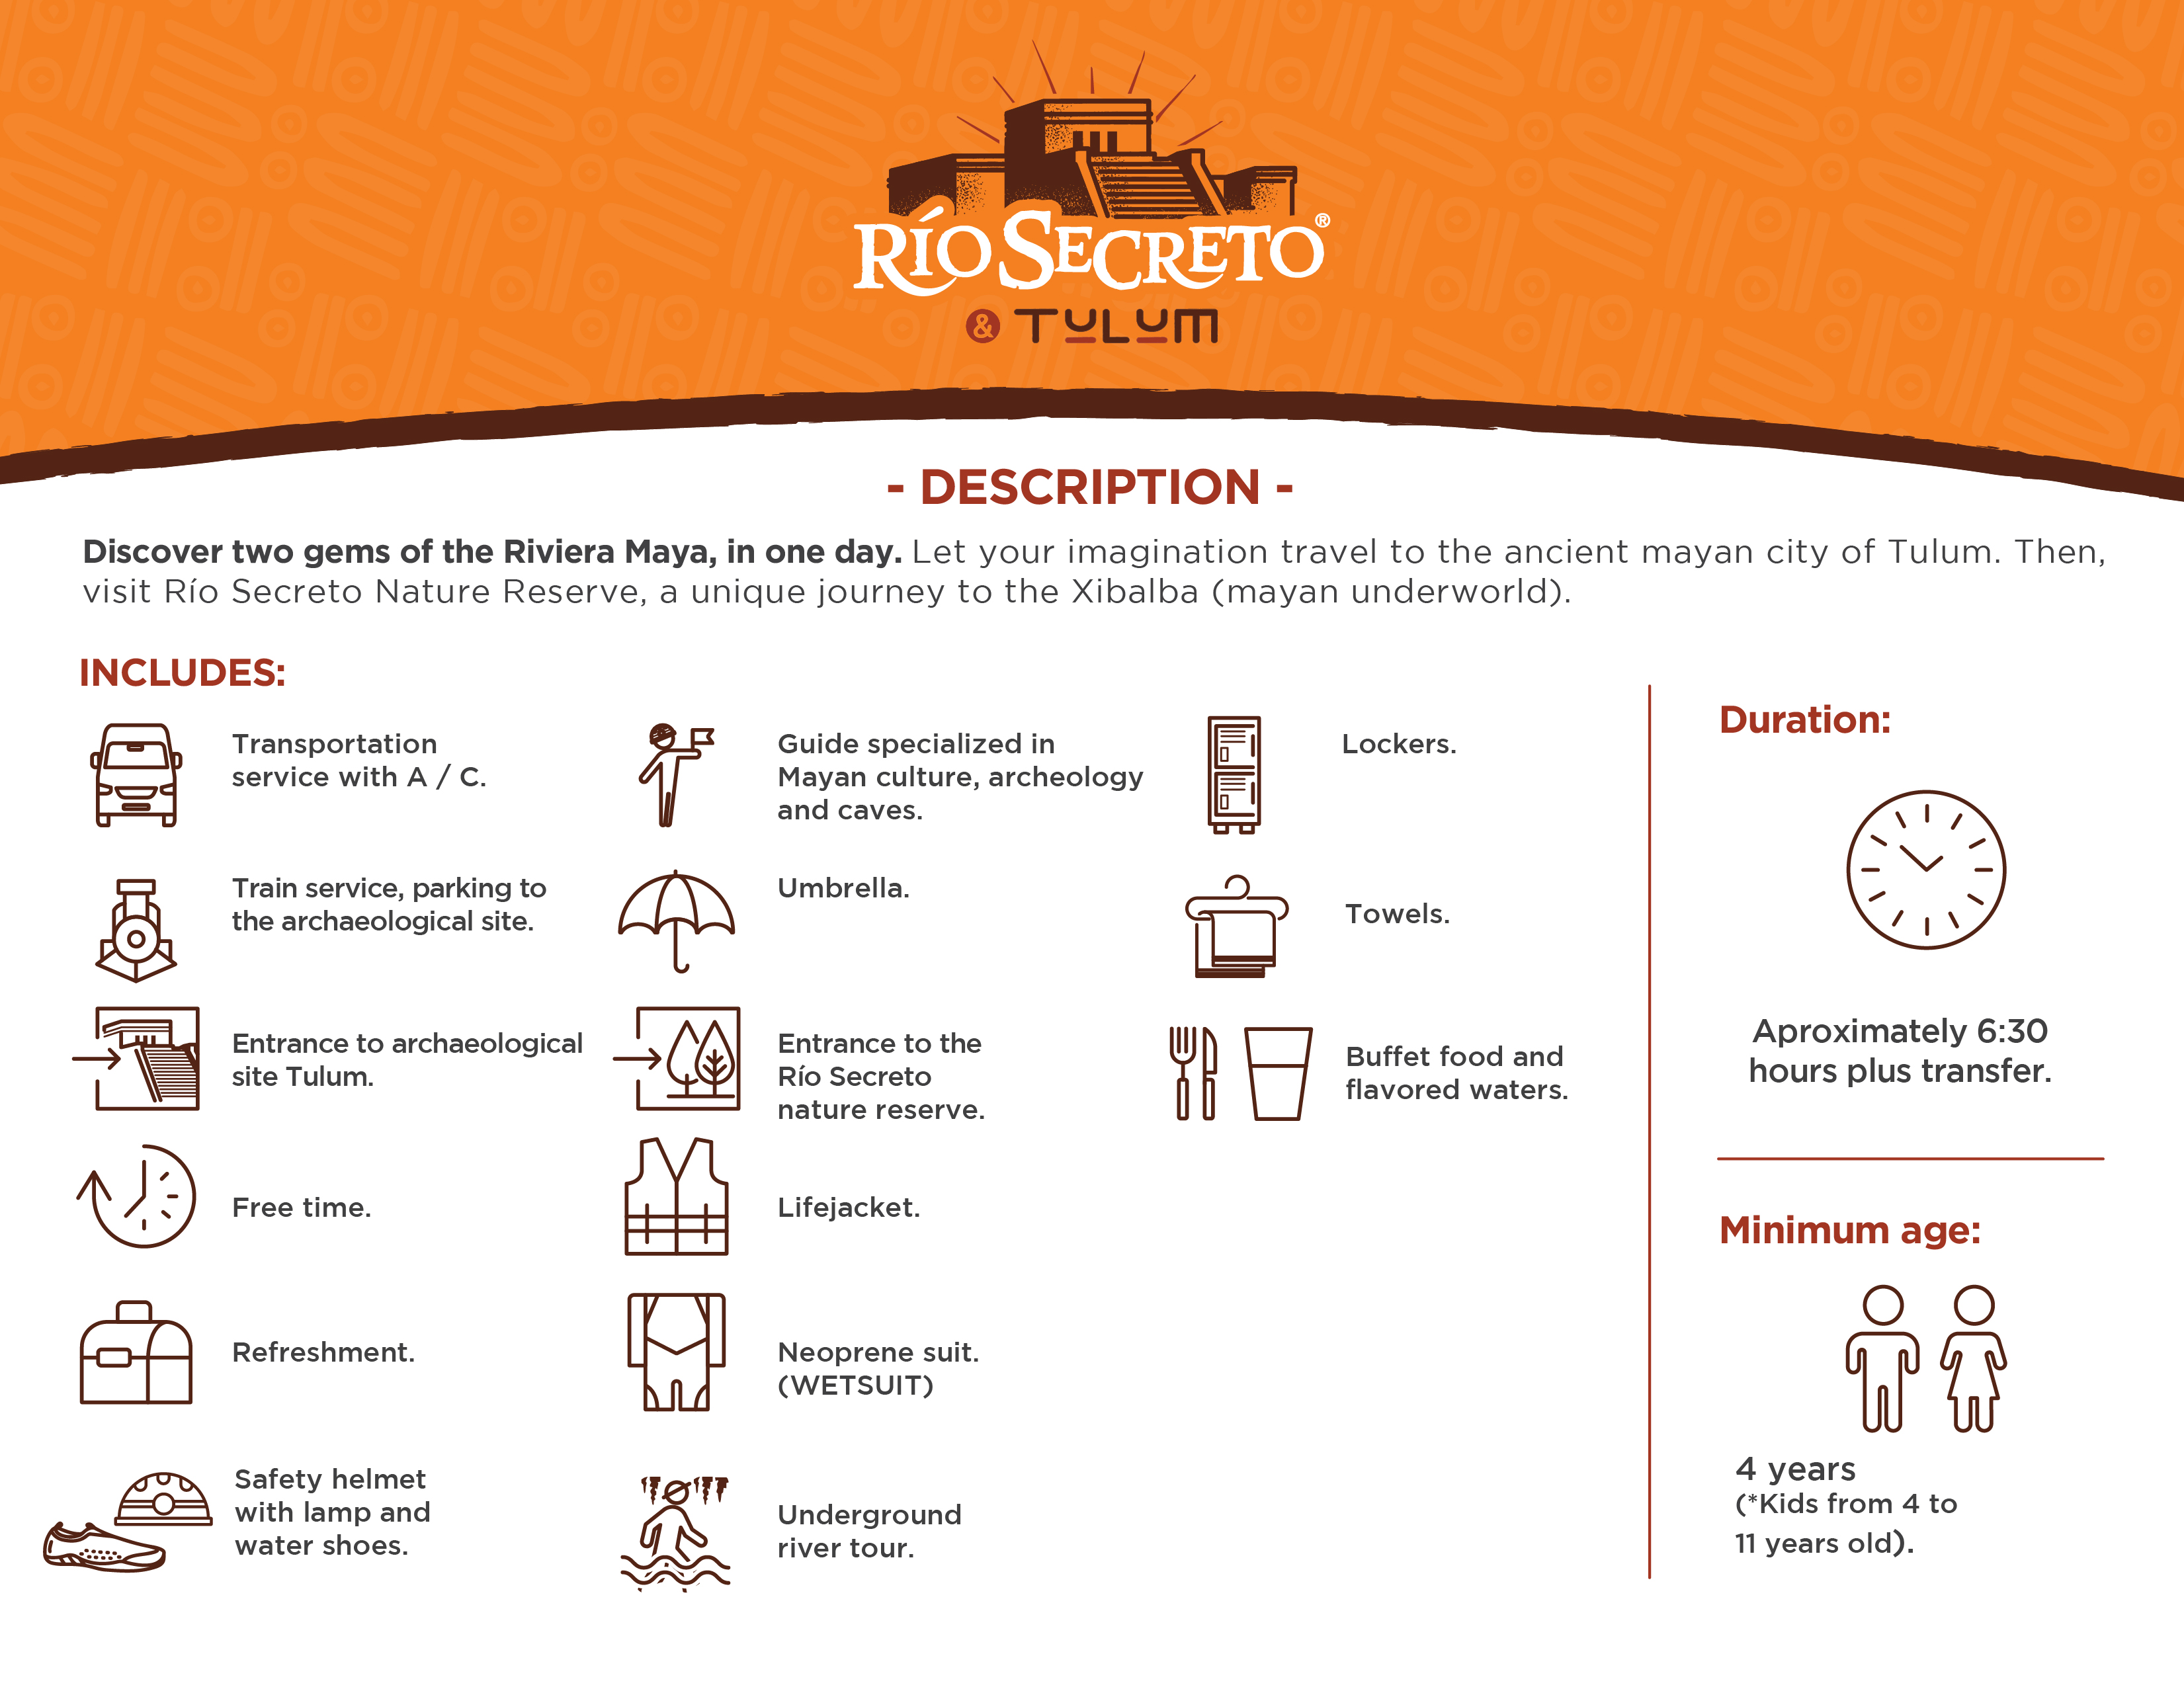 RÍO SECRETO®
& TULUM
- DESCRIPTION -
Discover two gems of the Riviera Maya, in one day. Let your imagination travel to the ancient mayan city of Tulum. Then,
visit Río Secreto Nature Reserve, a unique journey to the Xibalba (mayan underworld).
INCLUDES:
Transportation
service with A / C.
Train service, parking to
the archaeological site.
Entrance to archaeological
site Tulum.
Free time.
Refreshment.
Safety helmet
with lamp and
water shoes.
Guide specialized in
Mayan culture, archeology
and caves.
Umbrella.
Entrance to the
Río Secreto
nature reserve.
Lifejacket.
Neoprene suit.
(WETSUIT)
Underground
river tour.
Lockers.
Towels.
Buffet food and
flavored waters.
Duration:
Aproximately 6:30
hours plus transfer.
Minimum age:
4 years
(*Kids from 4 to
11 years old).